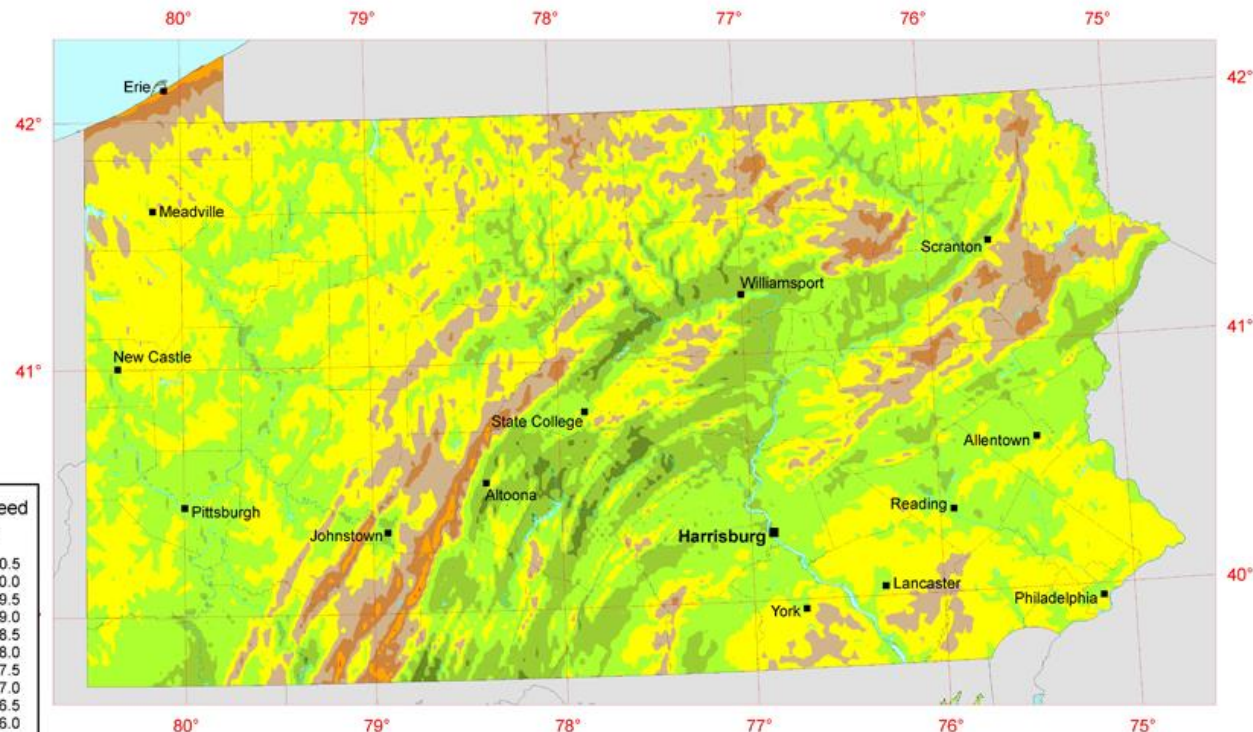 80° 79° 78° 77° 76° 75°
42°
Erie
42°
Meadville
Scranton
Williamsport
41°
New Castle
41°
State College
Allentown
eed
Altoona
Pittsburgh
Reading
Johnstown
Harrisburg
0.5
0.0
9.5
9.0
8.5
8.0
7.5
7.0
6.5
6.0
40°
Lancaster
Philadelphia
York
80° 79° 78° 77° 76° 75°